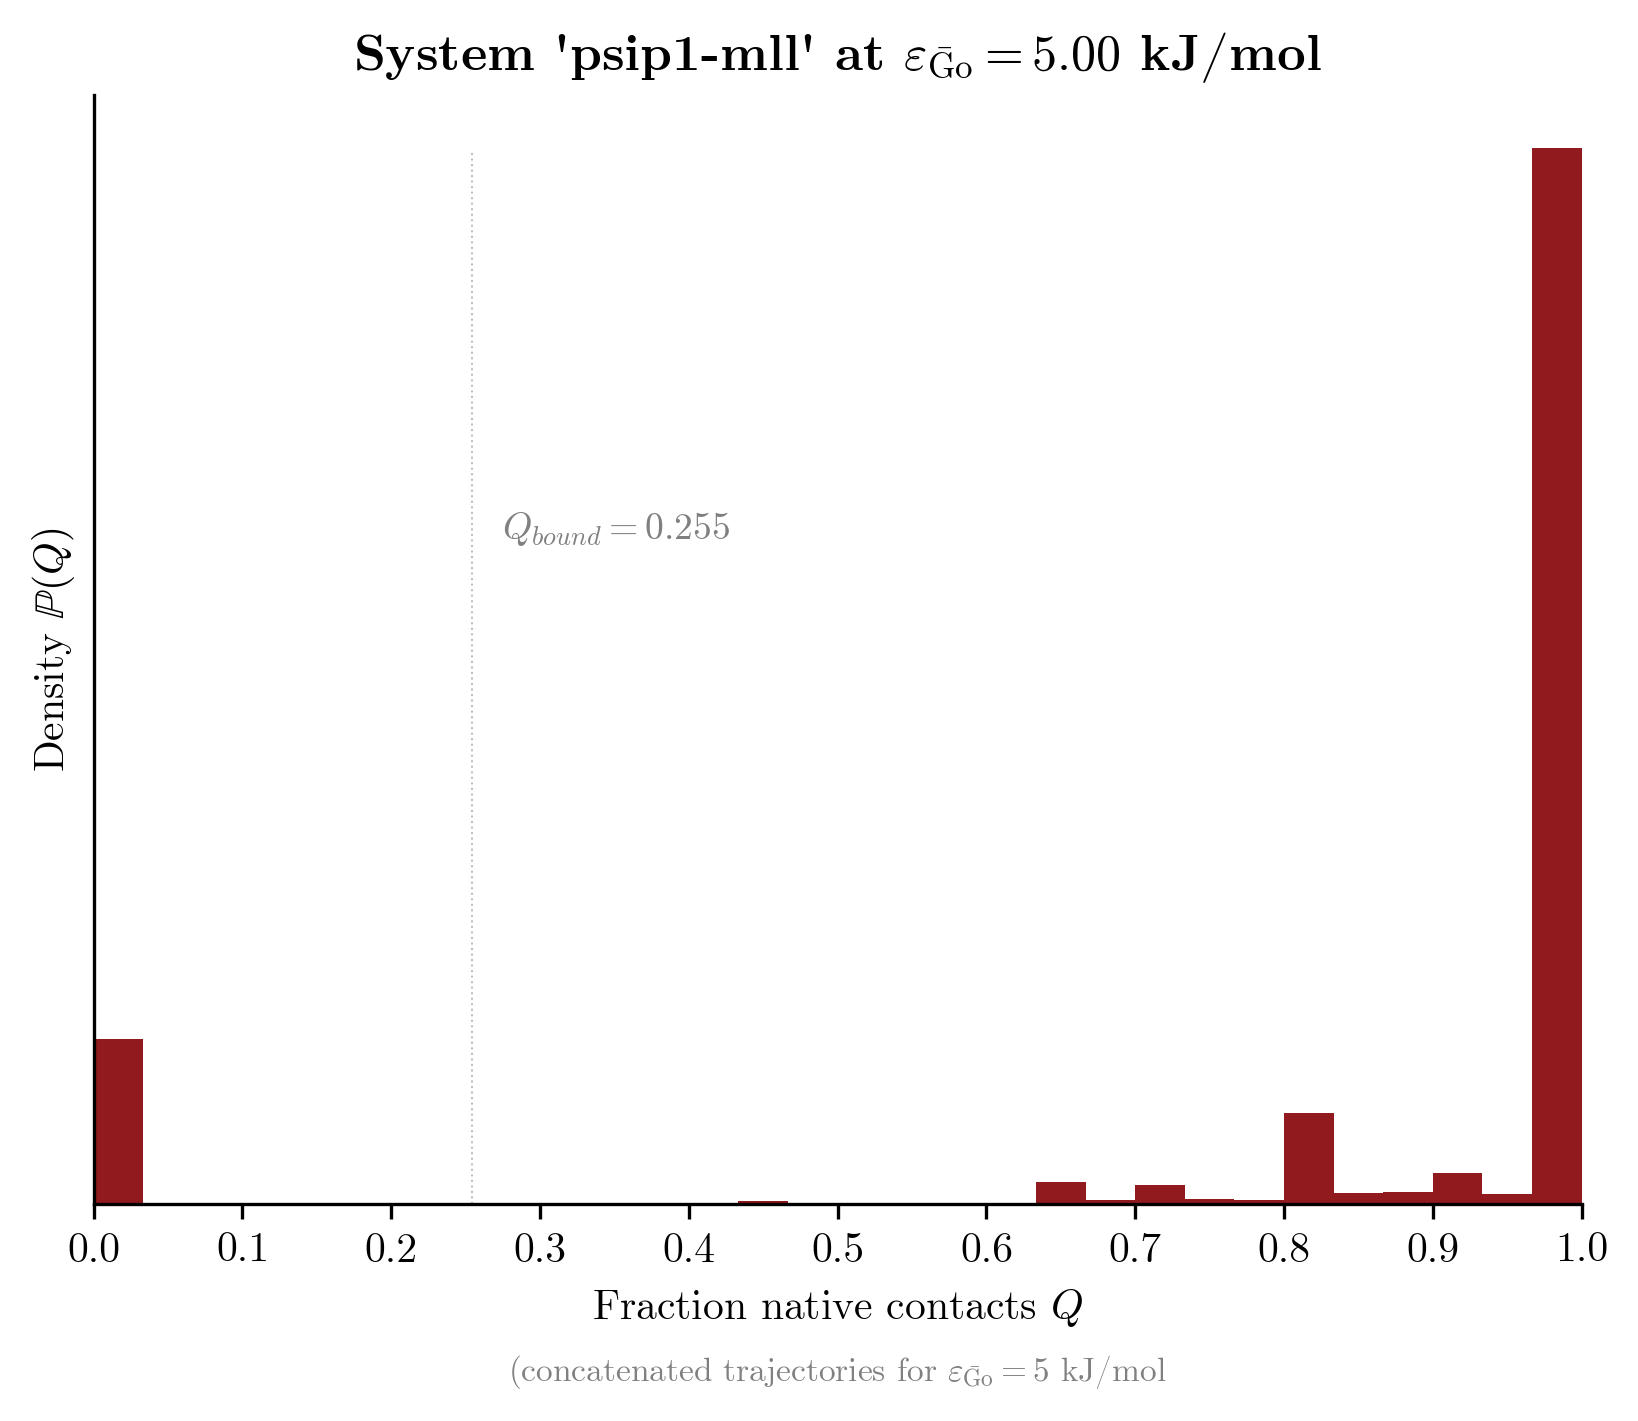 System 'psip1-mll' at ε_Ḡo = 5.00 kJ/mol
Density ℙ(Q)
Q_bound = 0.255
0.0 0.1 0.2 0.3 0.4 0.5 0.6 0.7 0.8 0.9 1.0
Fraction native contacts Q
(concatenated trajectories for ε_Ḡo = 5 kJ/mol